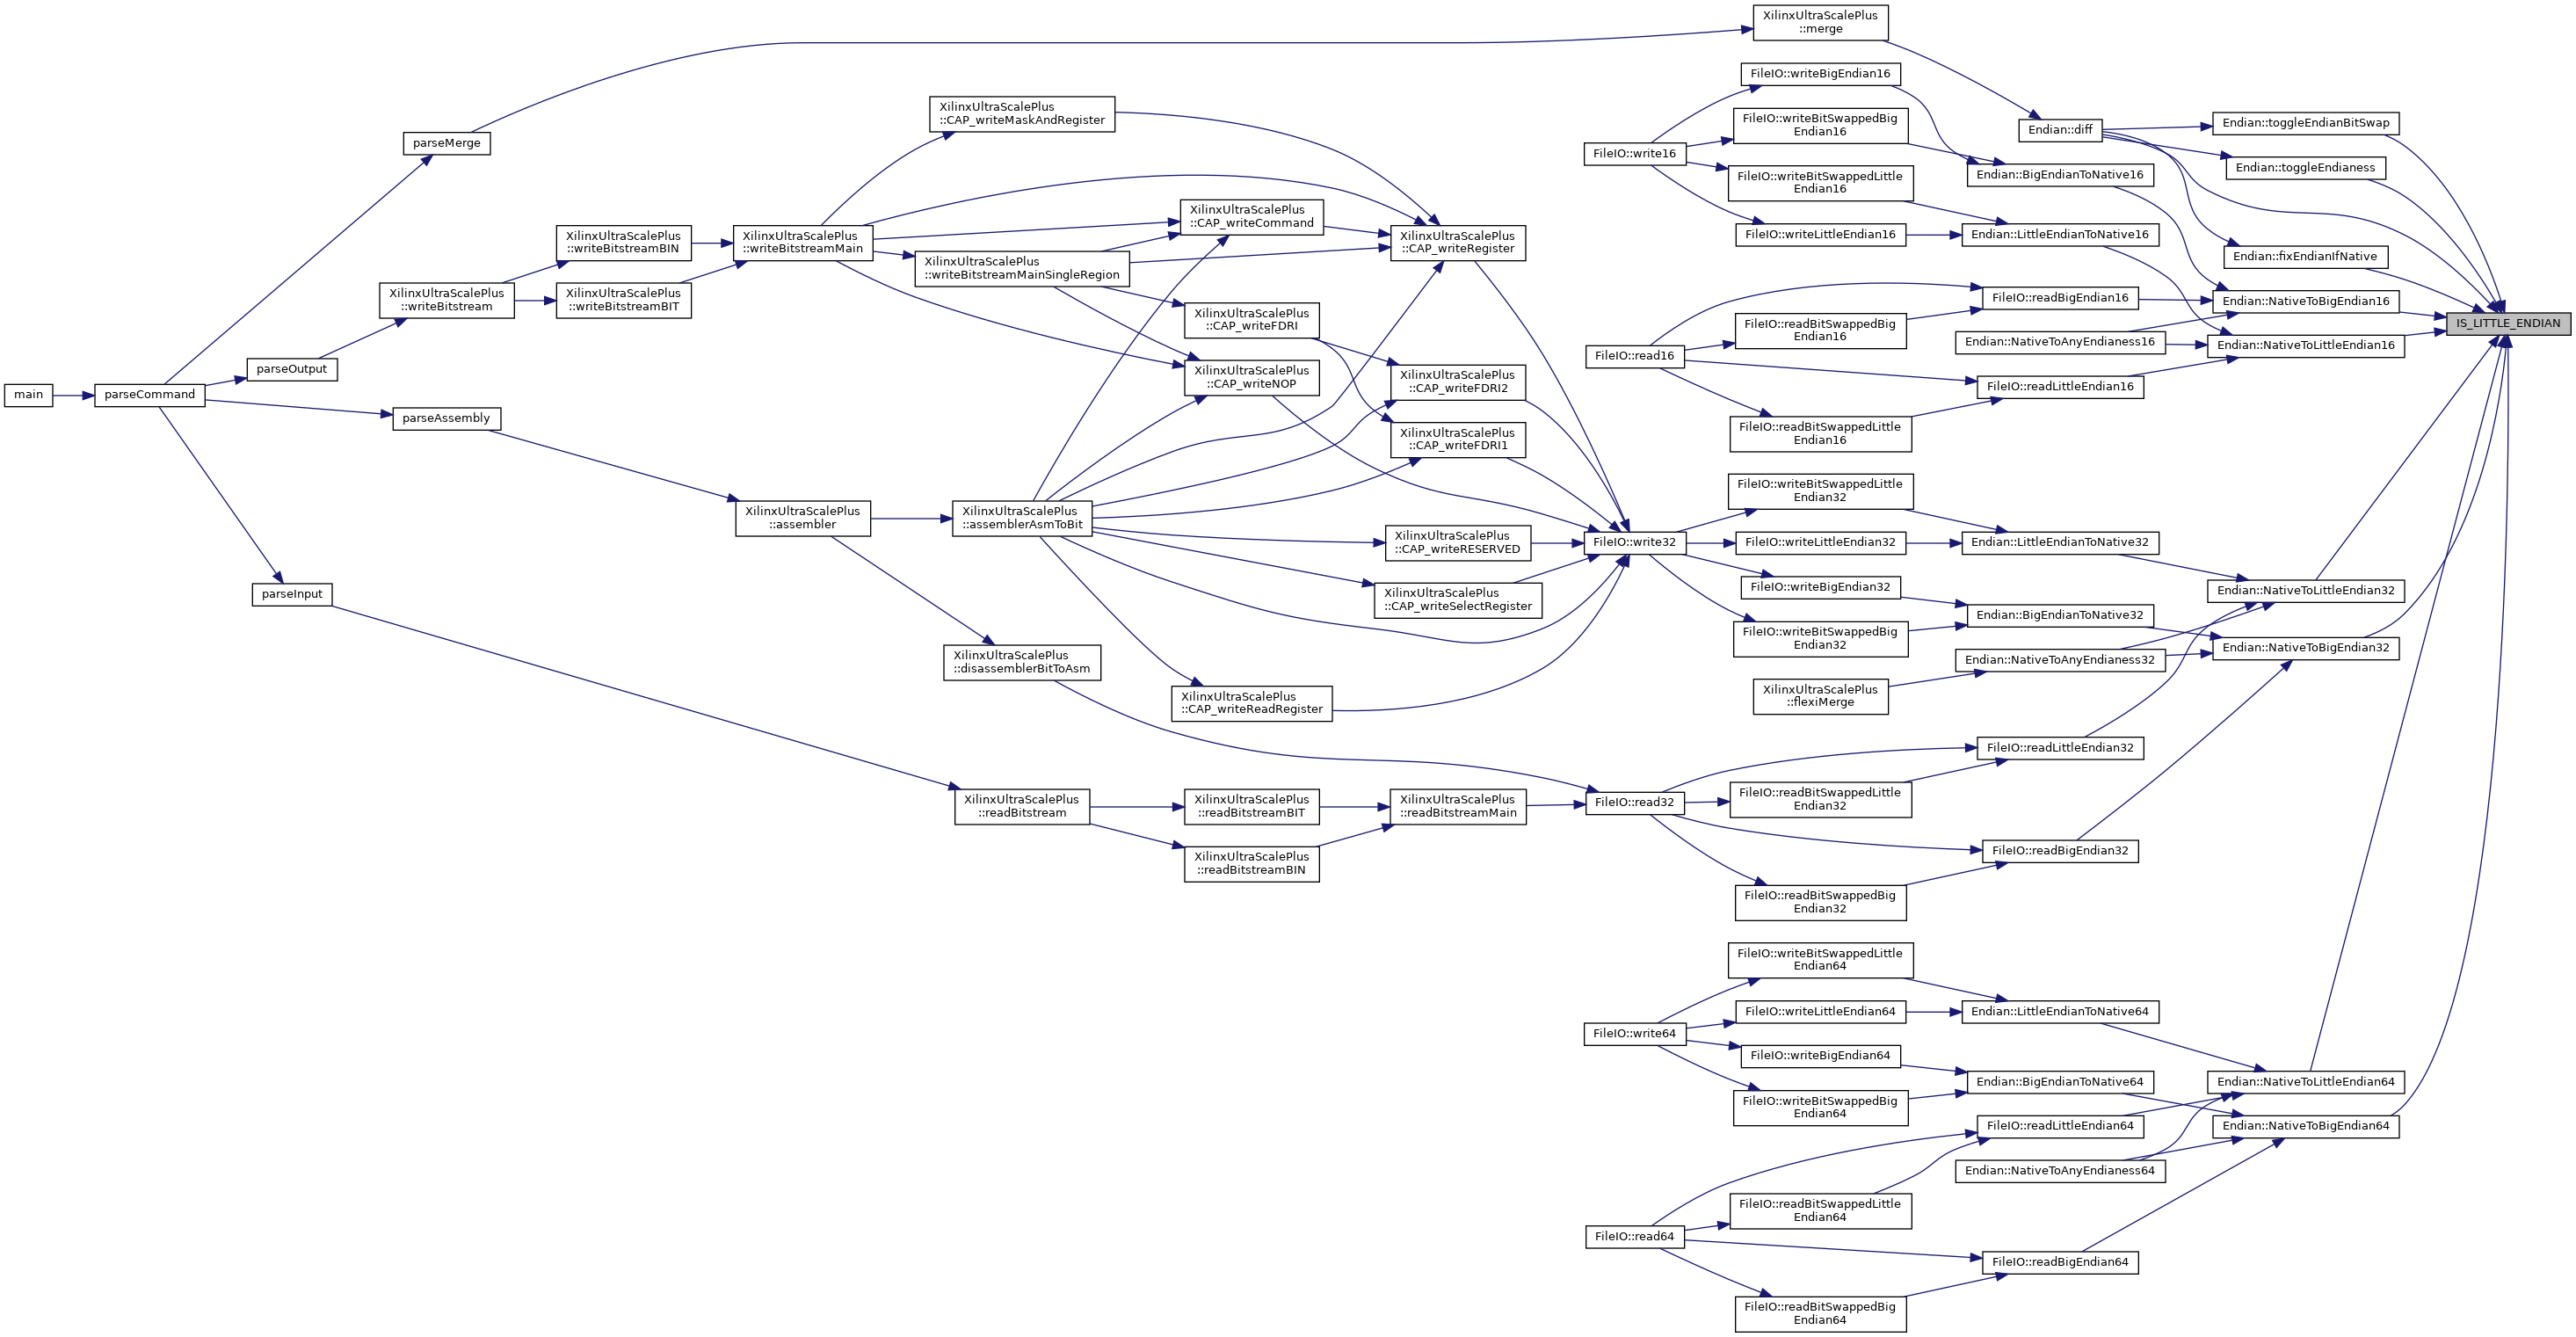 XilinxUltraScalePlus
::merge
FileIO::writeBigEndian16
XilinxUltraScalePlus
::CAP_writeMaskAndRegister
FileIO::writeBitSwappedBig
Endian16
Endian::toggleEndianBitSwap
Endian::diff
parseMerge
FileIO::write16
Endian::toggleEndianess
Endian::BigEndianToNative16
FileIO::writeBitSwappedLittle
Endian16
XilinxUltraScalePlus
::CAP_writeCommand
FileIO::writeLittleEndian16
Endian::LittleEndianToNative16
XilinxUltraScalePlus
::writeBitstreamBIN
XilinxUltraScalePlus
::writeBitstreamMain
XilinxUltraScalePlus
::CAP_writeRegister
Endian::fixEndianIfNative
XilinxUltraScalePlus
::writeBitstreamMainSingleRegion
XilinxUltraScalePlus
::writeBitstream
XilinxUltraScalePlus
::writeBitstreamBIT
FileIO::readBigEndian16
Endian::NativeToBigEndian16
XilinxUltraScalePlus
::CAP_writeFDRI
IS_LITTLE_ENDIAN
FileIO::readBitSwappedBig
Endian16
Endian::NativeToAnyEndianess16
Endian::NativeToLittleEndian16
FileIO::read16
parseOutput
XilinxUltraScalePlus
::CAP_writeNOP
XilinxUltraScalePlus
::CAP_writeFDRI2
FileIO::readLittleEndian16
main
parseCommand
parseAssembly
XilinxUltraScalePlus
::CAP_writeFDRI1
FileIO::readBitSwappedLittle
Endian16
FileIO::writeBitSwappedLittle
Endian32
XilinxUltraScalePlus
::assembler
XilinxUltraScalePlus
::assemblerAsmToBit
XilinxUltraScalePlus
::CAP_writeRESERVED
FileIO::write32
FileIO::writeLittleEndian32
Endian::LittleEndianToNative32
FileIO::writeBigEndian32
Endian::NativeToLittleEndian32
parseInput
XilinxUltraScalePlus
::CAP_writeSelectRegister
Endian::BigEndianToNative32
FileIO::writeBitSwappedBig
Endian32
Endian::NativeToBigEndian32
XilinxUltraScalePlus
::disassemblerBitToAsm
Endian::NativeToAnyEndianess32
XilinxUltraScalePlus
::CAP_writeReadRegister
XilinxUltraScalePlus
::flexiMerge
FileIO::readLittleEndian32
XilinxUltraScalePlus
::readBitstream
XilinxUltraScalePlus
::readBitstreamBIT
XilinxUltraScalePlus
::readBitstreamMain
FileIO::read32
FileIO::readBitSwappedLittle
Endian32
XilinxUltraScalePlus
::readBitstreamBIN
FileIO::readBigEndian32
FileIO::readBitSwappedBig
Endian32
FileIO::writeBitSwappedLittle
Endian64
FileIO::writeLittleEndian64
Endian::LittleEndianToNative64
FileIO::write64
FileIO::writeBigEndian64
Endian::BigEndianToNative64
Endian::NativeToLittleEndian64
FileIO::writeBitSwappedBig
Endian64
FileIO::readLittleEndian64
Endian::NativeToBigEndian64
Endian::NativeToAnyEndianess64
FileIO::readBitSwappedLittle
Endian64
FileIO::read64
FileIO::readBigEndian64
FileIO::readBitSwappedBig
Endian64